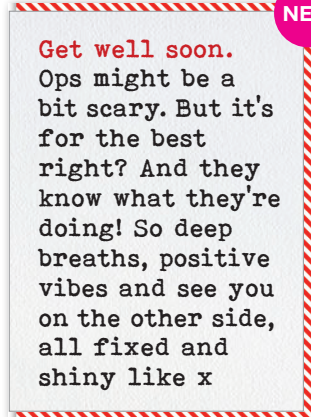 NE
Get well soon.
Ops might be a
bit scary. But it's
for the best
right? And they
know what they're
doing! So deep
breaths, positive
vibes and see you
on the other side,
all fixed and
shiny like x